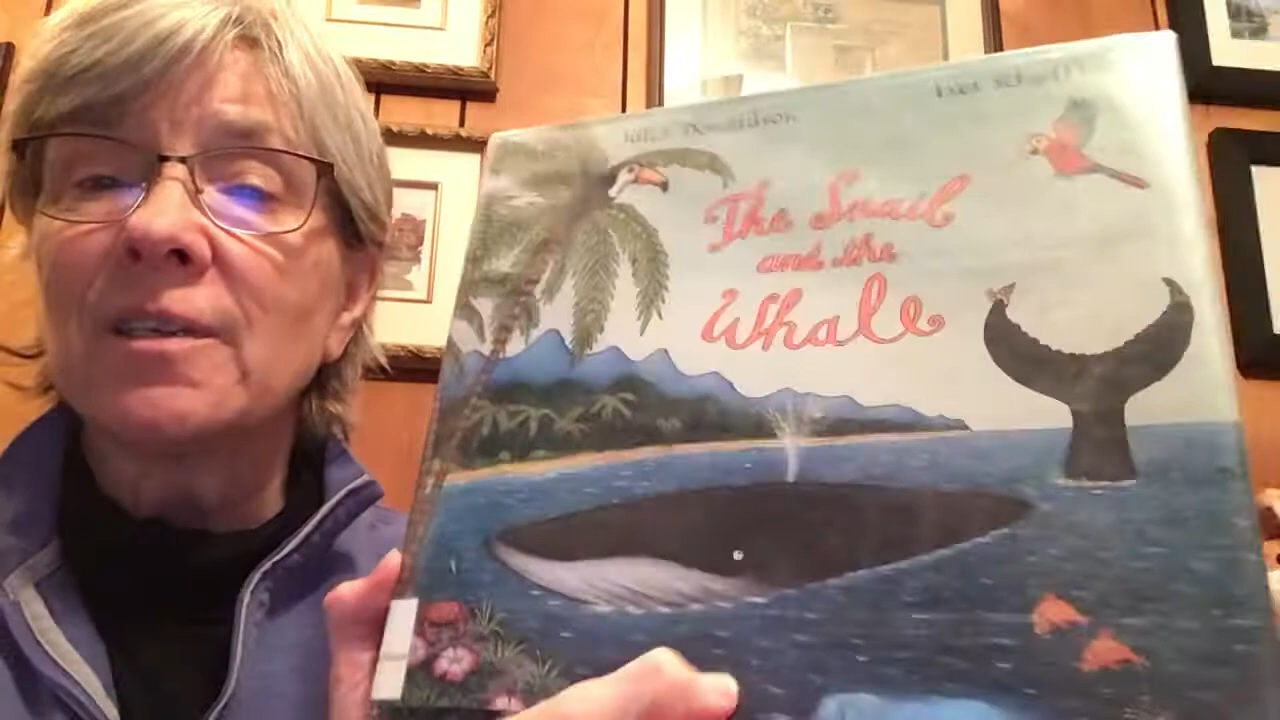 Julia Donaldson
Axel Scheffler
The Snail
and the
Whale